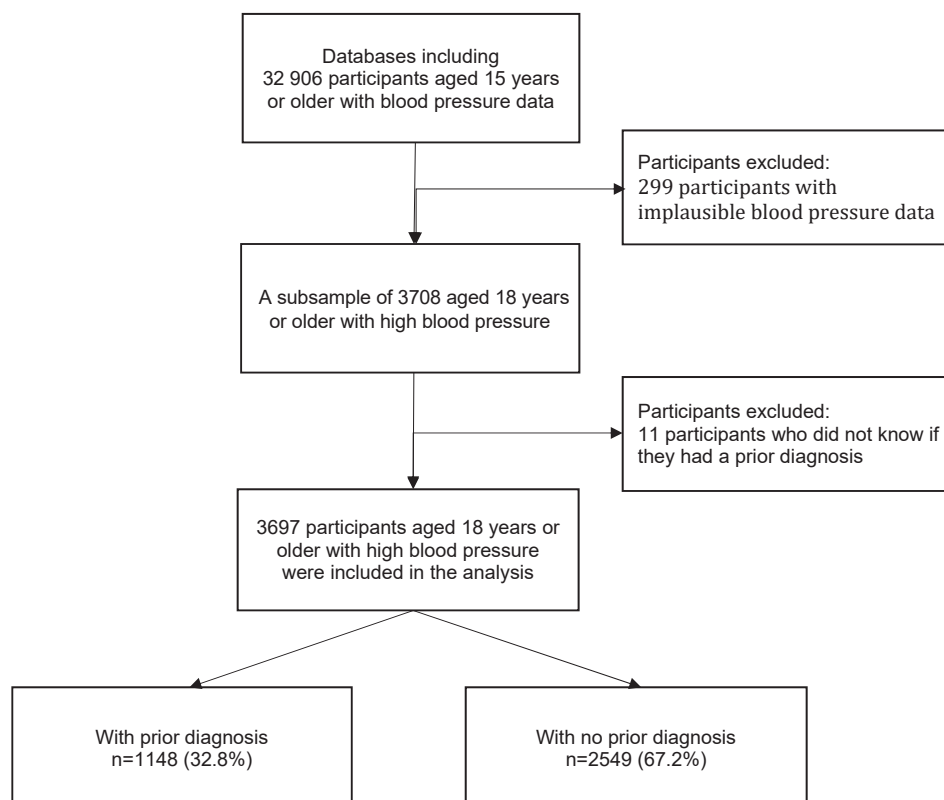 Databases including
32 906 participants aged 15 years
or older with blood pressure data
Participants excluded:
299 participants with
implausible blood pressure data
A subsample of 3708 aged 18 years
or older with high blood pressure
Participants excluded:
11 participants who did not know if
they had a prior diagnosis
3697 participants aged 18 years or
older with high blood pressure
were included in the analysis
With prior diagnosis
n=1148 (32.8%)
With no prior diagnosis
n=2549 (67.2%)